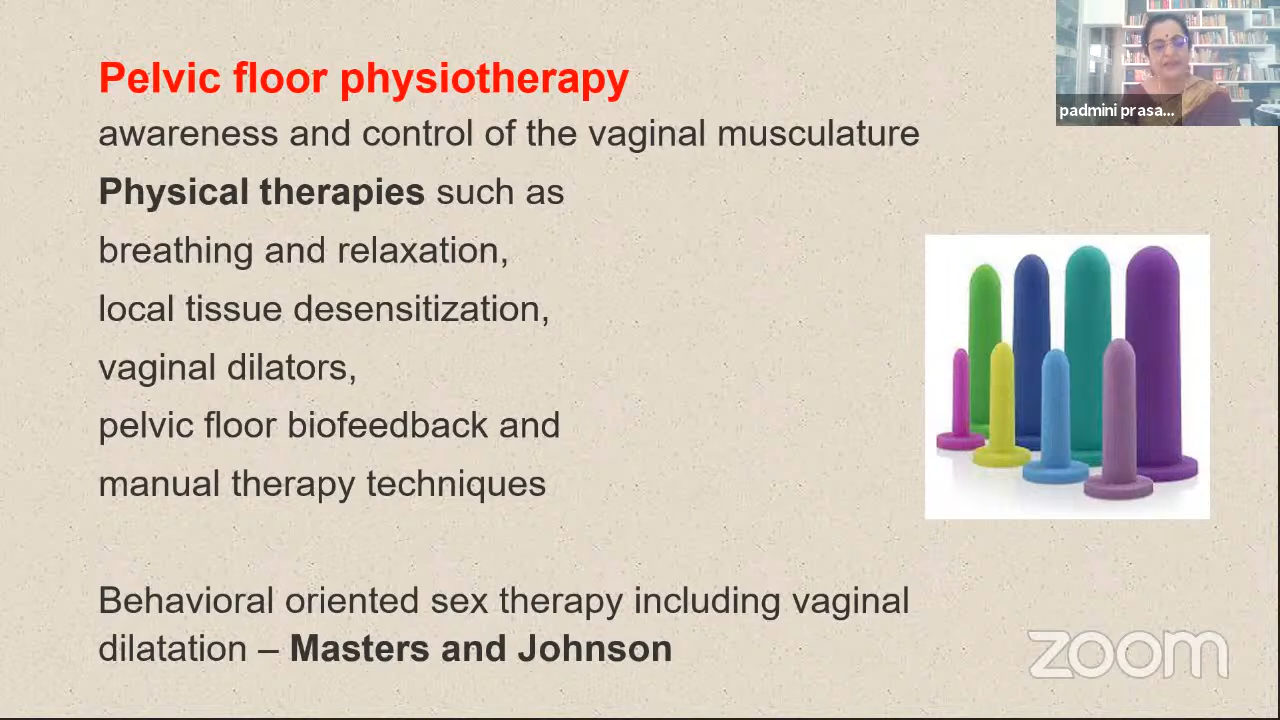 Pelvic floor physiotherapy
awareness and control of the vaginal musculature
Physical therapies such as
breathing and relaxation,
local tissue desensitization,
vaginal dilators,
pelvic floor biofeedback and
manual therapy techniques
Behavioral oriented sex therapy including vaginal
dilatation – Masters and Johnson
padmini prasa...
zoom